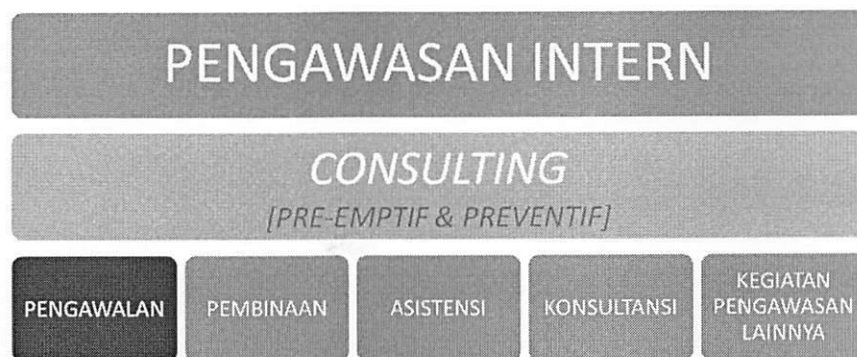 PENGAWASAN INTERN
CONSULTING
[PRE-EMPTIF & PREVENTIF]
PENGAWALAN
PEMBINAAN
ASISTENSI
KONSULTANSI
KEGIATAN
PENGAWASAN
LAINNYA